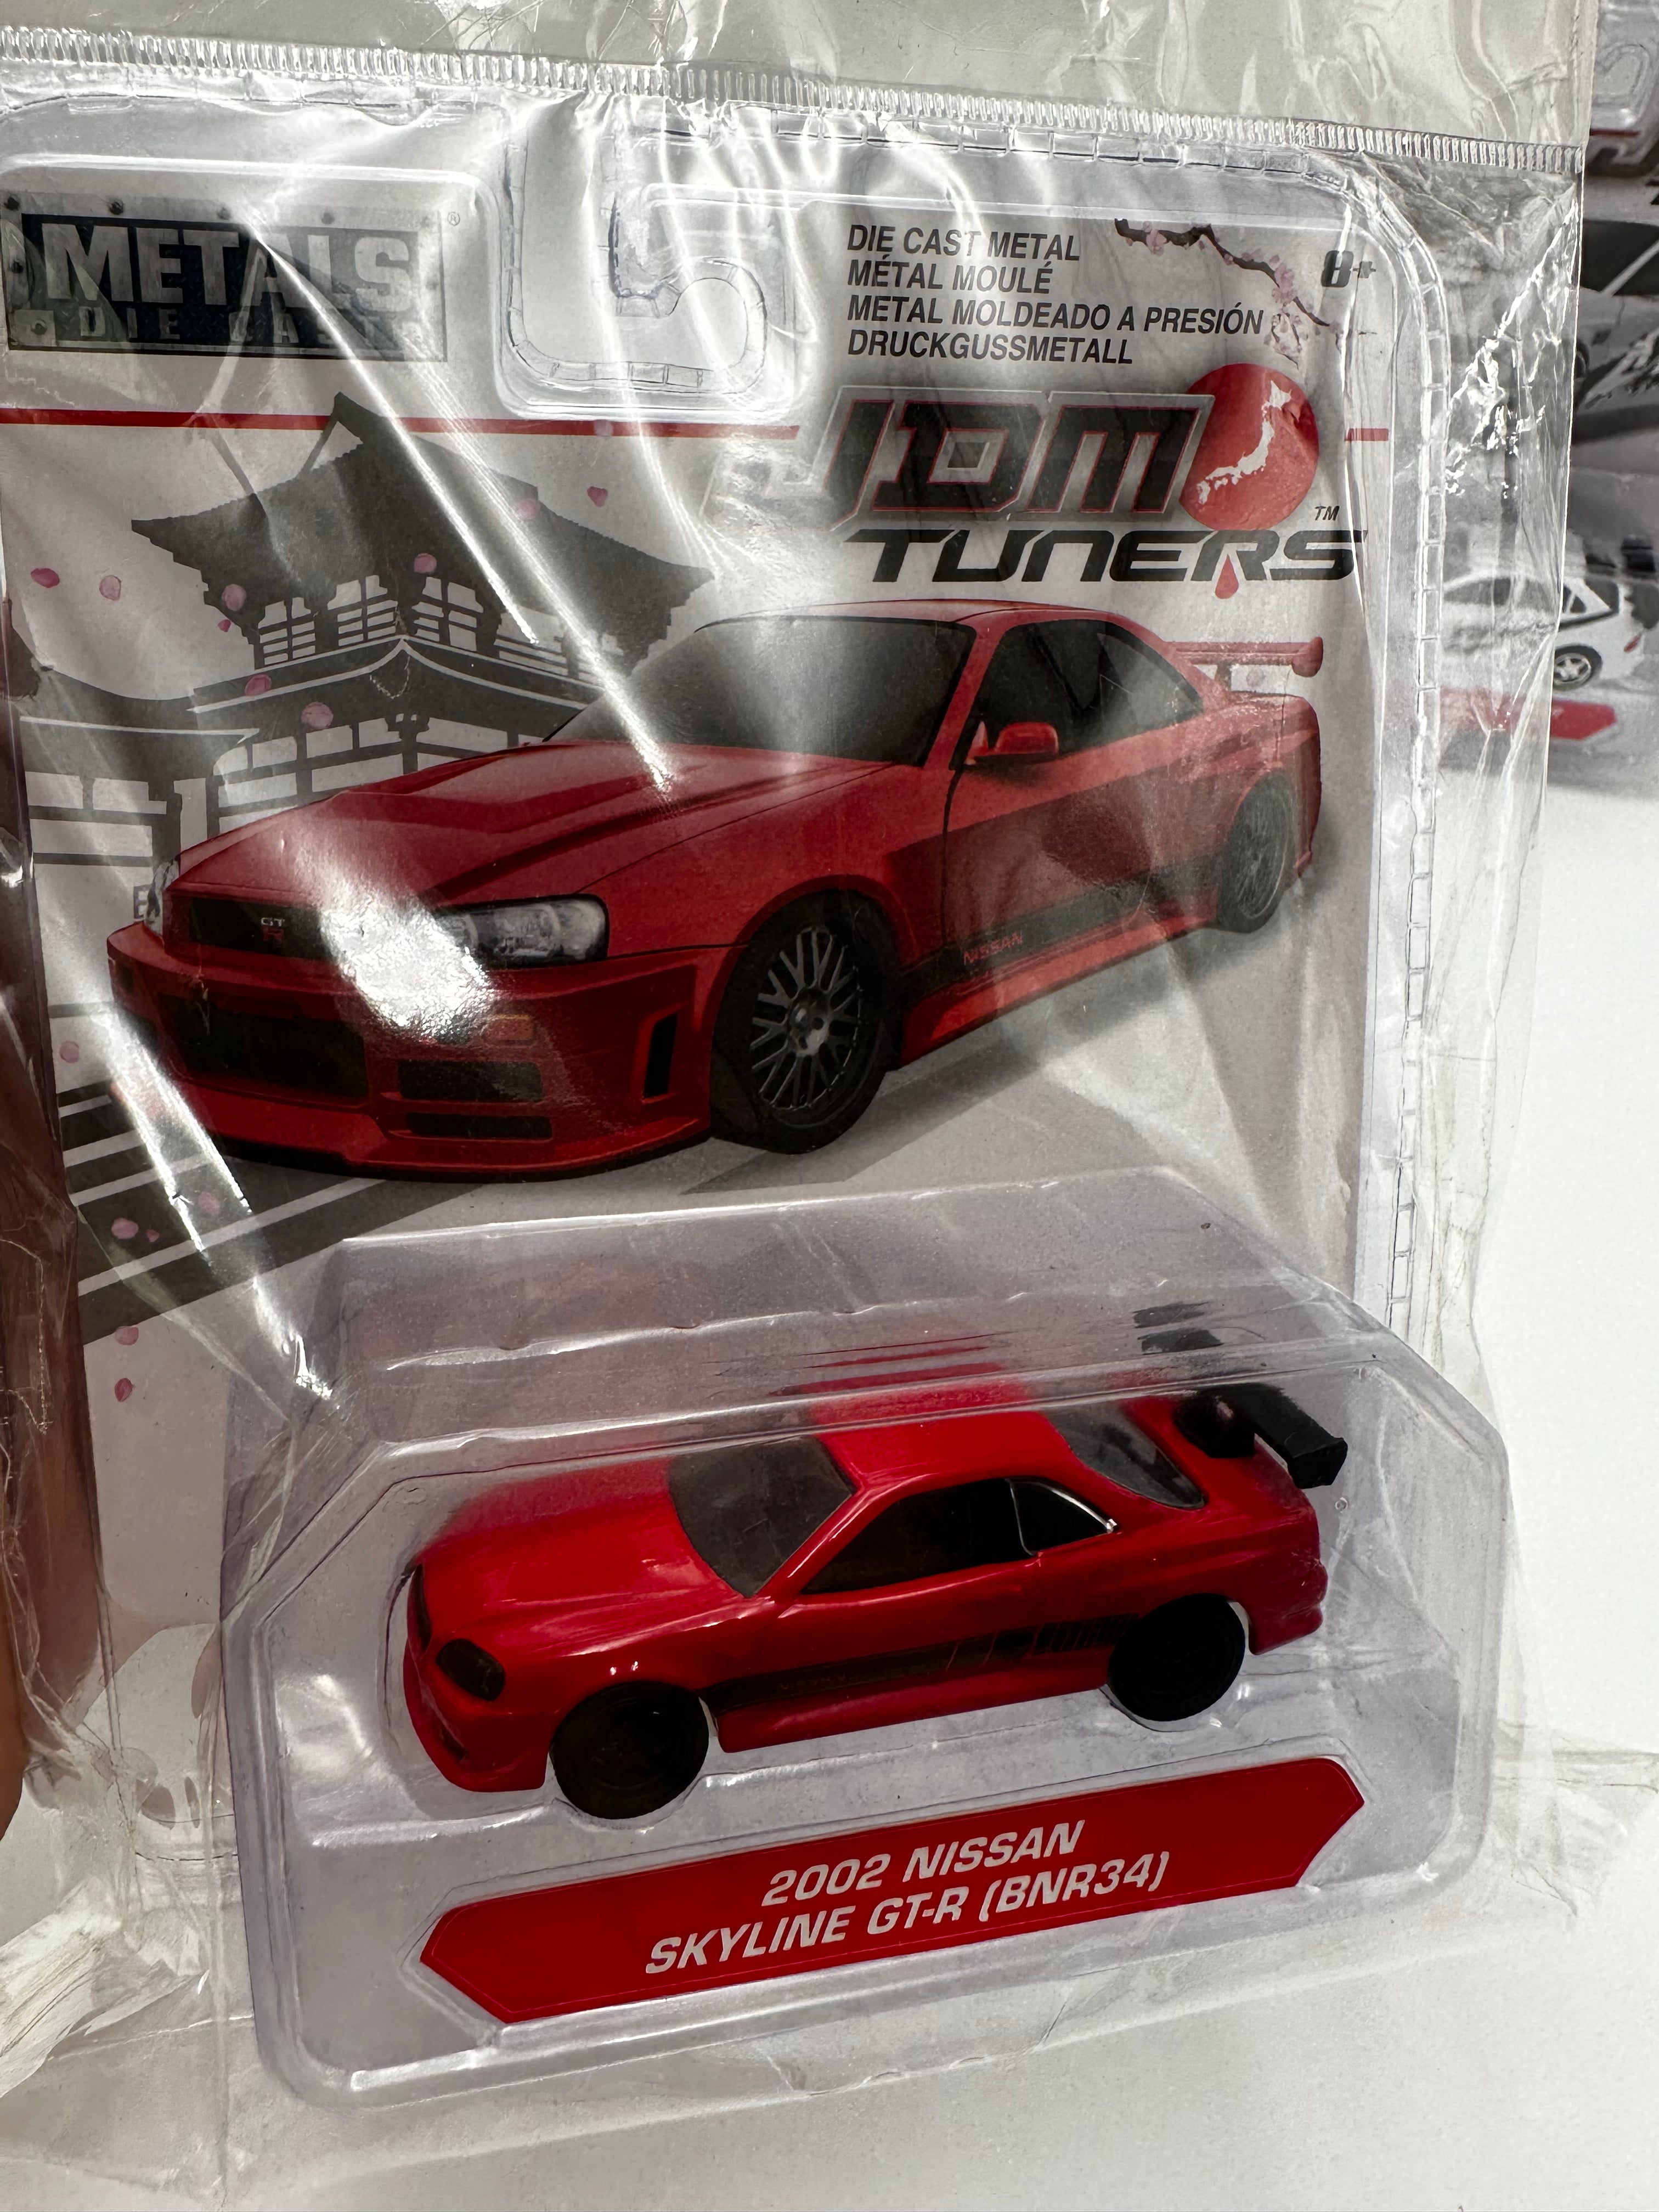 METALS
DIE CAST
®
DIE CAST METAL
MÉTAL MOULÉ
METAL MOLDEADO A PRESIÓN
DRUCKGUSSMETALL
8+
JDM
TUNERS
™
GT
R
NISSAN
NISSAN
2002 NISSAN
SKYLINE GT-R (BNR34)